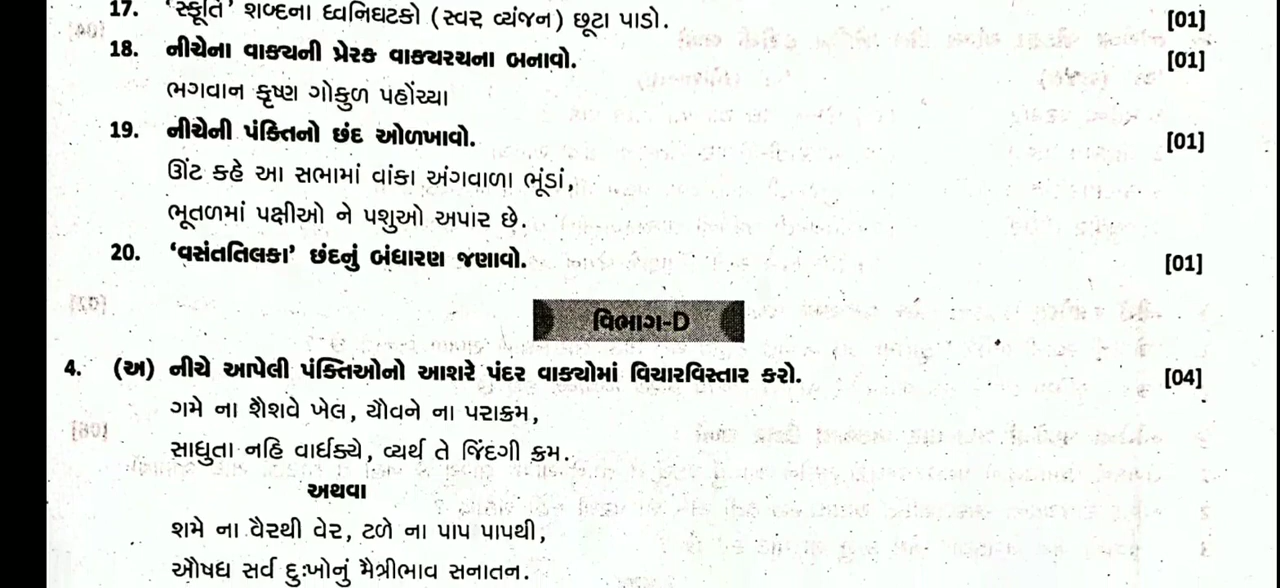 17. 'સ્ફૂર્તિ' શબ્દના ધ્વનિઘટકો (સ્વર વ્યંજન) છૂટા પાડો. [01]
18. નીચેના વાક્યની પ્રેરક વાક્યરચના બનાવો. [01]
ભગવાન કૃષ્ણ ગોકુળ પહોંચ્યા
19. નીચેની પંક્તિનો છંદ ઓળખાવો. [01]
ઊંટ કહે આ સભામાં વાંકા અંગવાળા ભૂંડાં,
ભૂતળમાં પક્ષીઓ ને પશુઓ અપાર છે.
20. 'વસંતતિલકા' છંદનું બંધારણ જણાવો. [01]
વિભાગ-D
4. (અ) નીચે આપેલી પંક્તિઓનો આશરે પંદર વાક્યોમાં વિચારવિસ્તાર કરો. [04]
ગમે ના શૈશવે ખેલ, યૌવને ના પરાક્રમ,
સાધુતા નહિ વાર્ધક્યે, વ્યર્થ તે જિંદગી ક્રમ.
અથવા
શમે ના વૈરથી વેર, ટળે ના પાપ પાપથી,
ઔષધ સર્વ દુઃખોનું મૈત્રીભાવ સનાતન.